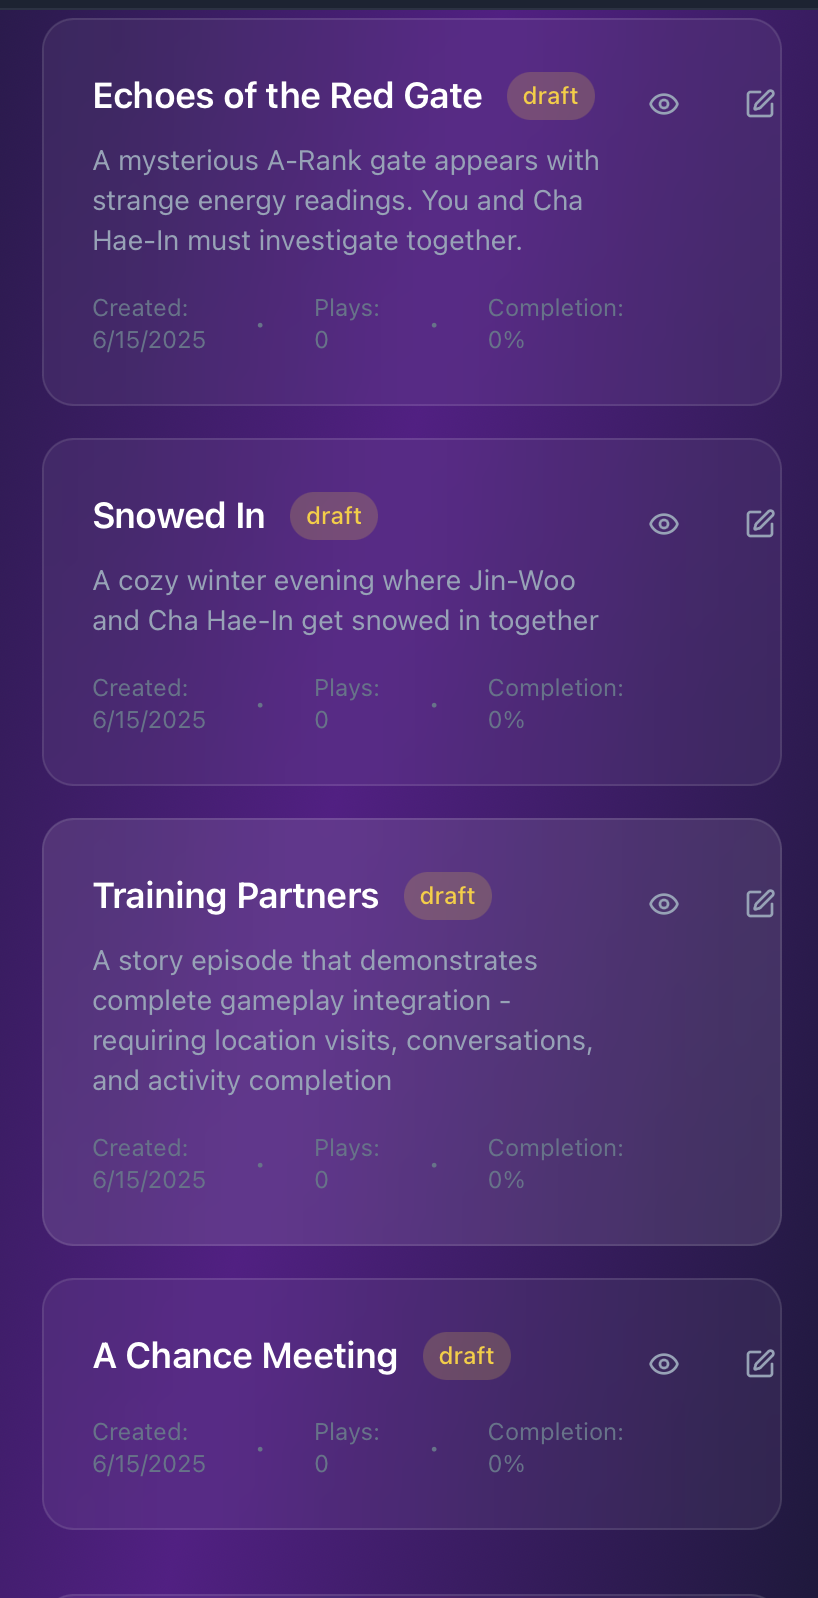 Echoes of the Red Gate draft
A mysterious A-Rank gate appears with
strange energy readings. You and Cha
Hae-In must investigate together.
Created: • Plays: • Completion:
6/15/2025 0 0%
Snowed In draft
A cozy winter evening where Jin-Woo
and Cha Hae-In get snowed in together
Created: • Plays: • Completion:
6/15/2025 0 0%
Training Partners draft
A story episode that demonstrates
complete gameplay integration -
requiring location visits, conversations,
and activity completion
Created: • Plays: • Completion:
6/15/2025 0 0%
A Chance Meeting draft
Created: • Plays: • Completion:
6/15/2025 0 0%